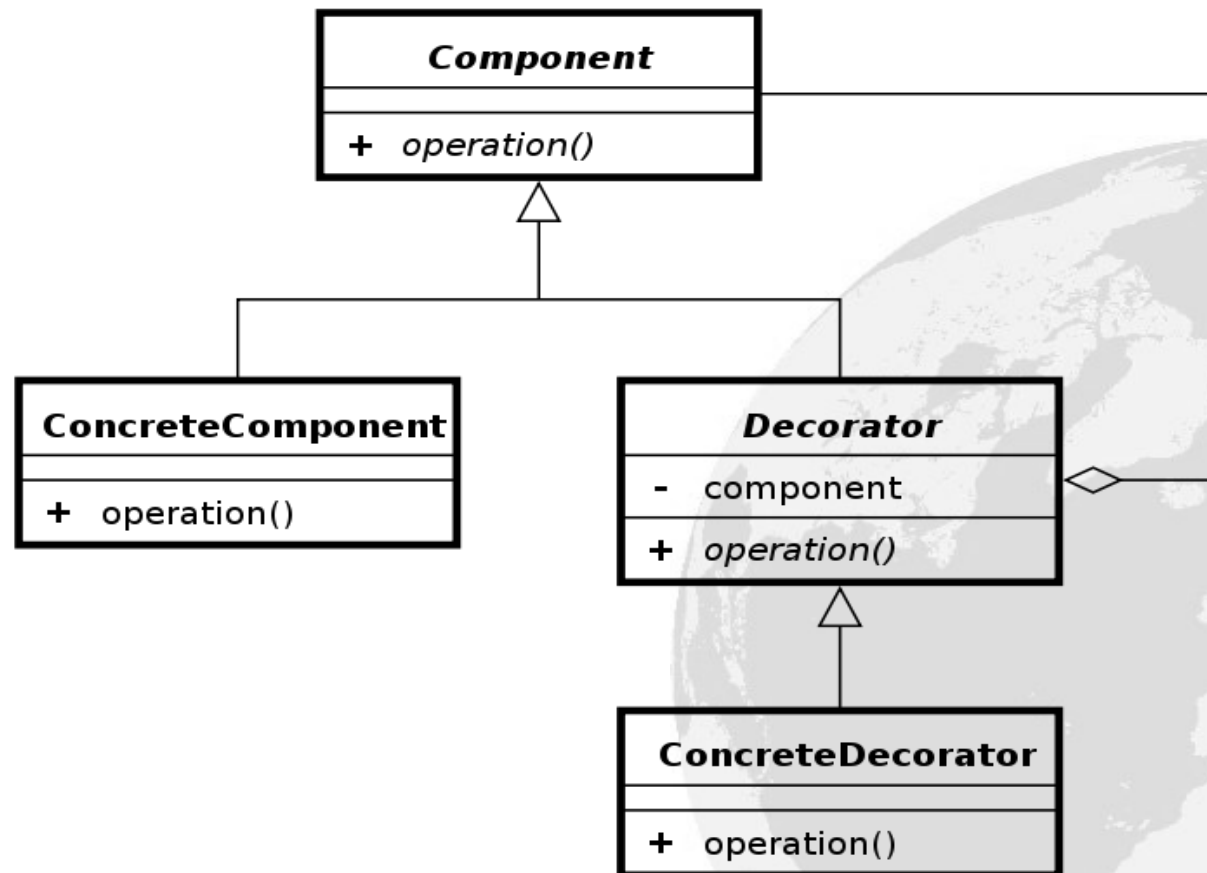 Component
+ operation()
ConcreteComponent
+ operation()
Decorator
- component
+ operation()
ConcreteDecorator
+ operation()